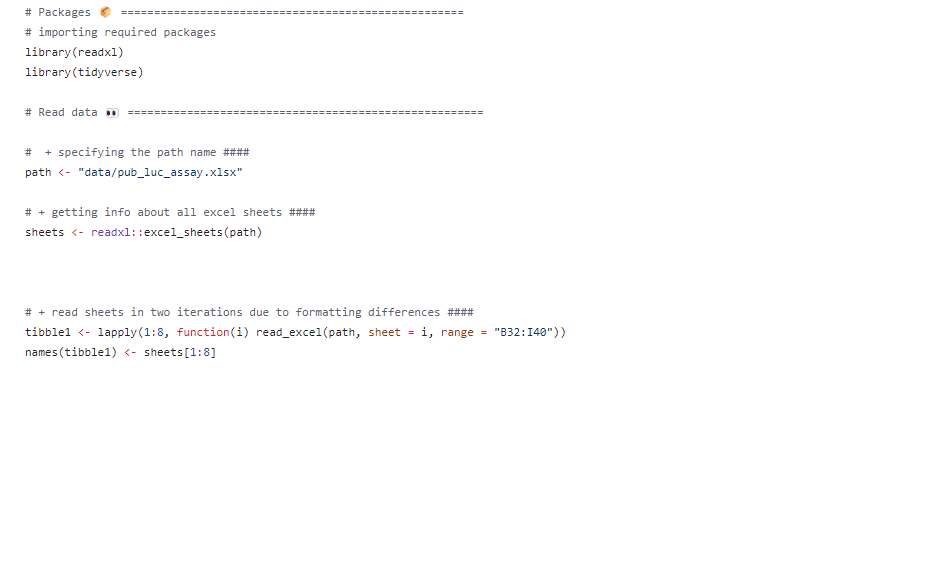 # Packages 📦 ====================================================
# importing required packages
library(readxl)
library(tidyverse)
# Read data 👀 ======================================================
#  + specifying the path name ####
path <- "data/pub_luc_assay.xlsx"
# + getting info about all excel sheets ####
sheets <- readxl::excel_sheets(path)
# + read sheets in two iterations due to formatting differences ####
tibble1 <- lapply(1:8, function(i) read_excel(path, sheet = i, range = "B32:I40"))
names(tibble1) <- sheets[1:8]